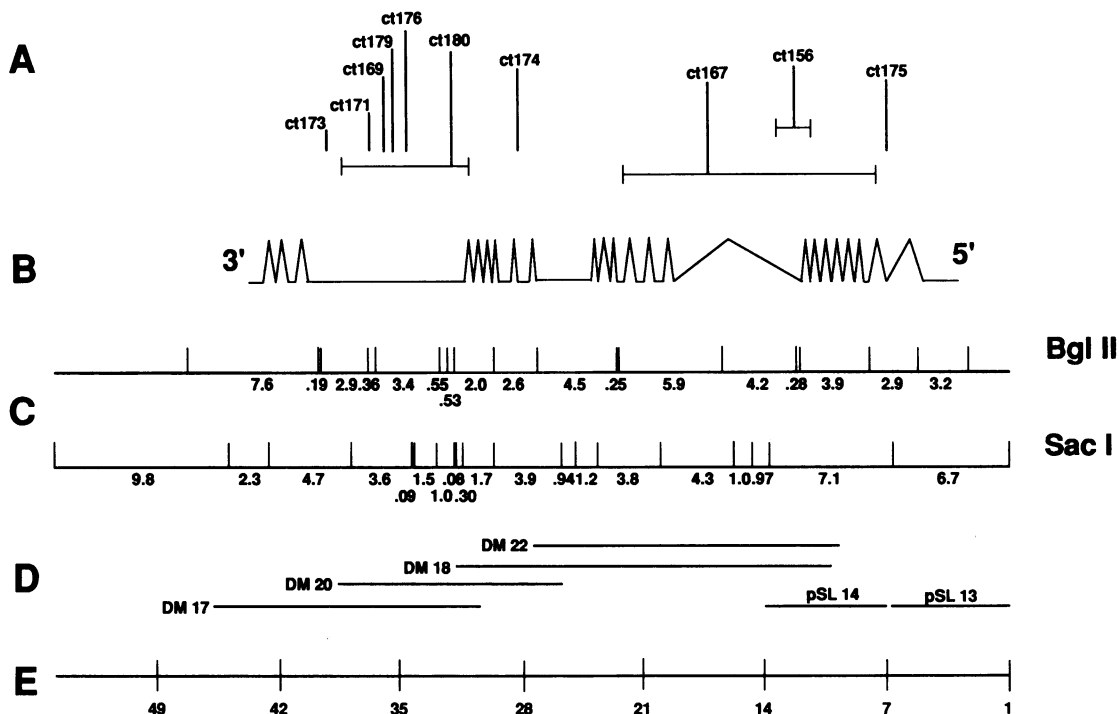 A
ct176
ct179
ct180
ct169
ct174
ct156
ct167
ct175
ct171
ct173
B
3'
5'
Bgl II
7.6 .19 2.9 .36 3.4 .55 2.0 2.6 4.5 .25 5.9 4.2 .28 3.9 2.9 3.2
.53
C
Sac I
9.8 2.3 4.7 3.6 1.5 .08 1.7 3.9 .94 1.2 3.8 4.3 1.0 .97 7.1 6.7
.09 1.0 .30
D
DM 22
DM 18
DM 20
DM 17
pSL 14
pSL 13
E
49 42 35 28 21 14 7 1